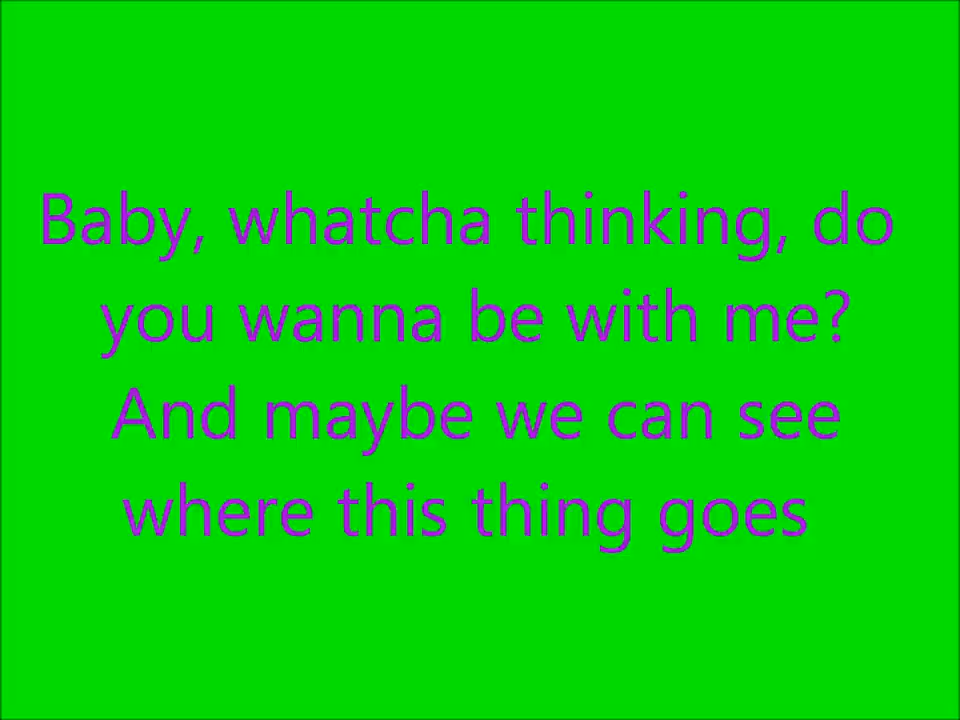 Baby, whatcha thinking, do
you wanna be with me?
And maybe we can see
where this thing goes